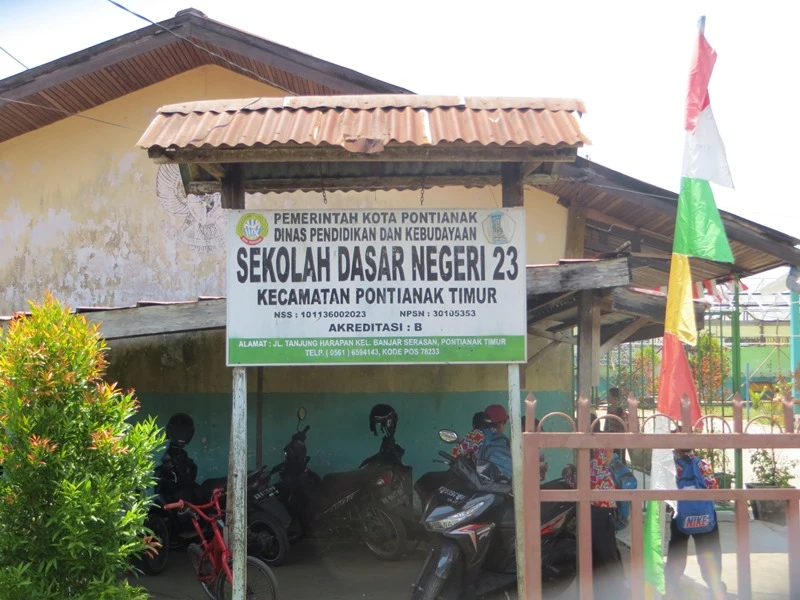 PEMERINTAH KOTA PONTIANAK
DINAS PENDIDIKAN DAN KEBUDAYAAN
SEKOLAH DASAR NEGERI 23
KECAMATAN PONTIANAK TIMUR
NSS : 101136002023 NPSN : 30105353
AKREDITASI : B
ALAMAT : JL. TANJUNG HARAPAN KEL. BANJAR SERASAN, PONTIANAK TIMUR
TELP. ( 0561 ) 6594143, KODE POS 78233
NIKE